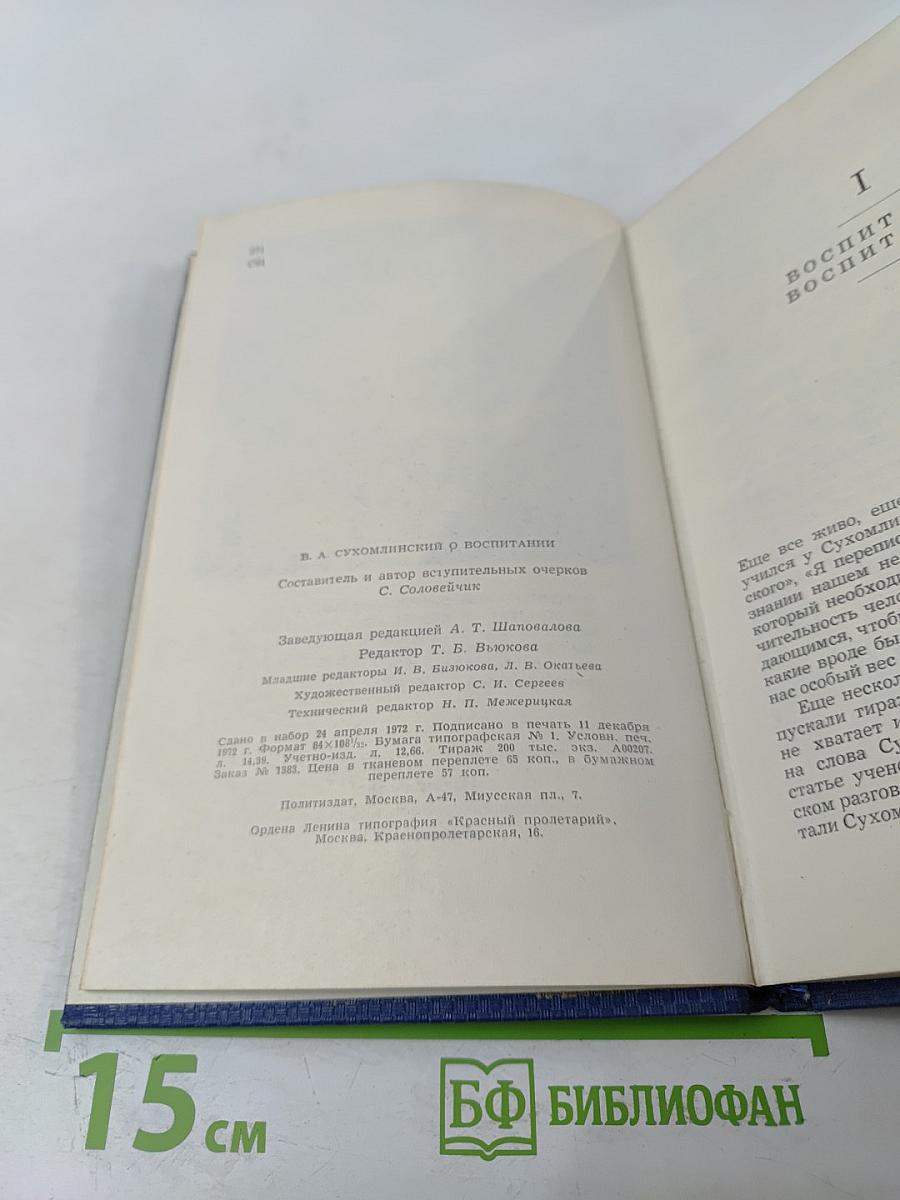 В. А. СУХОМЛИНСКИЙ О ВОСПИТАНИИ
Составитель и автор вступительных очерков
С. Соловейчик
Заведующая редакцией А. Т. Шаповалова
Редактор Т. Б. Вьюкова
Младшие редакторы И. В. Бизюкова, Л. В. Окатьева
Художественный редактор С. И. Сергеев
Технический редактор Н. П. Межерицкая
Сдано в набор 24 апреля 1972 г. Подписано в печать 11 декабря
1972 г. Формат 84×108¹/₃₂. Бумага типографская № 1. Условн. печ.
л. 14,39. Учетно-изд. л. 12,66. Тираж 200 тыс. экз. А00207.
Заказ № 1383. Цена в тканевом переплете 65 коп., в бумажном
переплете 57 коп.
Политиздат, Москва, А-47, Миусская пл., 7.
Ордена Ленина типография «Красный пролетарий»,
Москва, Краснопролетарская, 16.
I
ВОСПИТ
ВОСПИТ
Еще все живо, еще
учился у Сухомли
ского», «Я перепис
знании нашем не
который необходи
чительность чело
дающимся, чтобы
какие вроде бы
нас особый вес
Еще нескол
пускали тираж
не хватает и
на слова Су
статье учено
ском разгов
тали Сухом
15 см
БФ БИБЛИОФАН